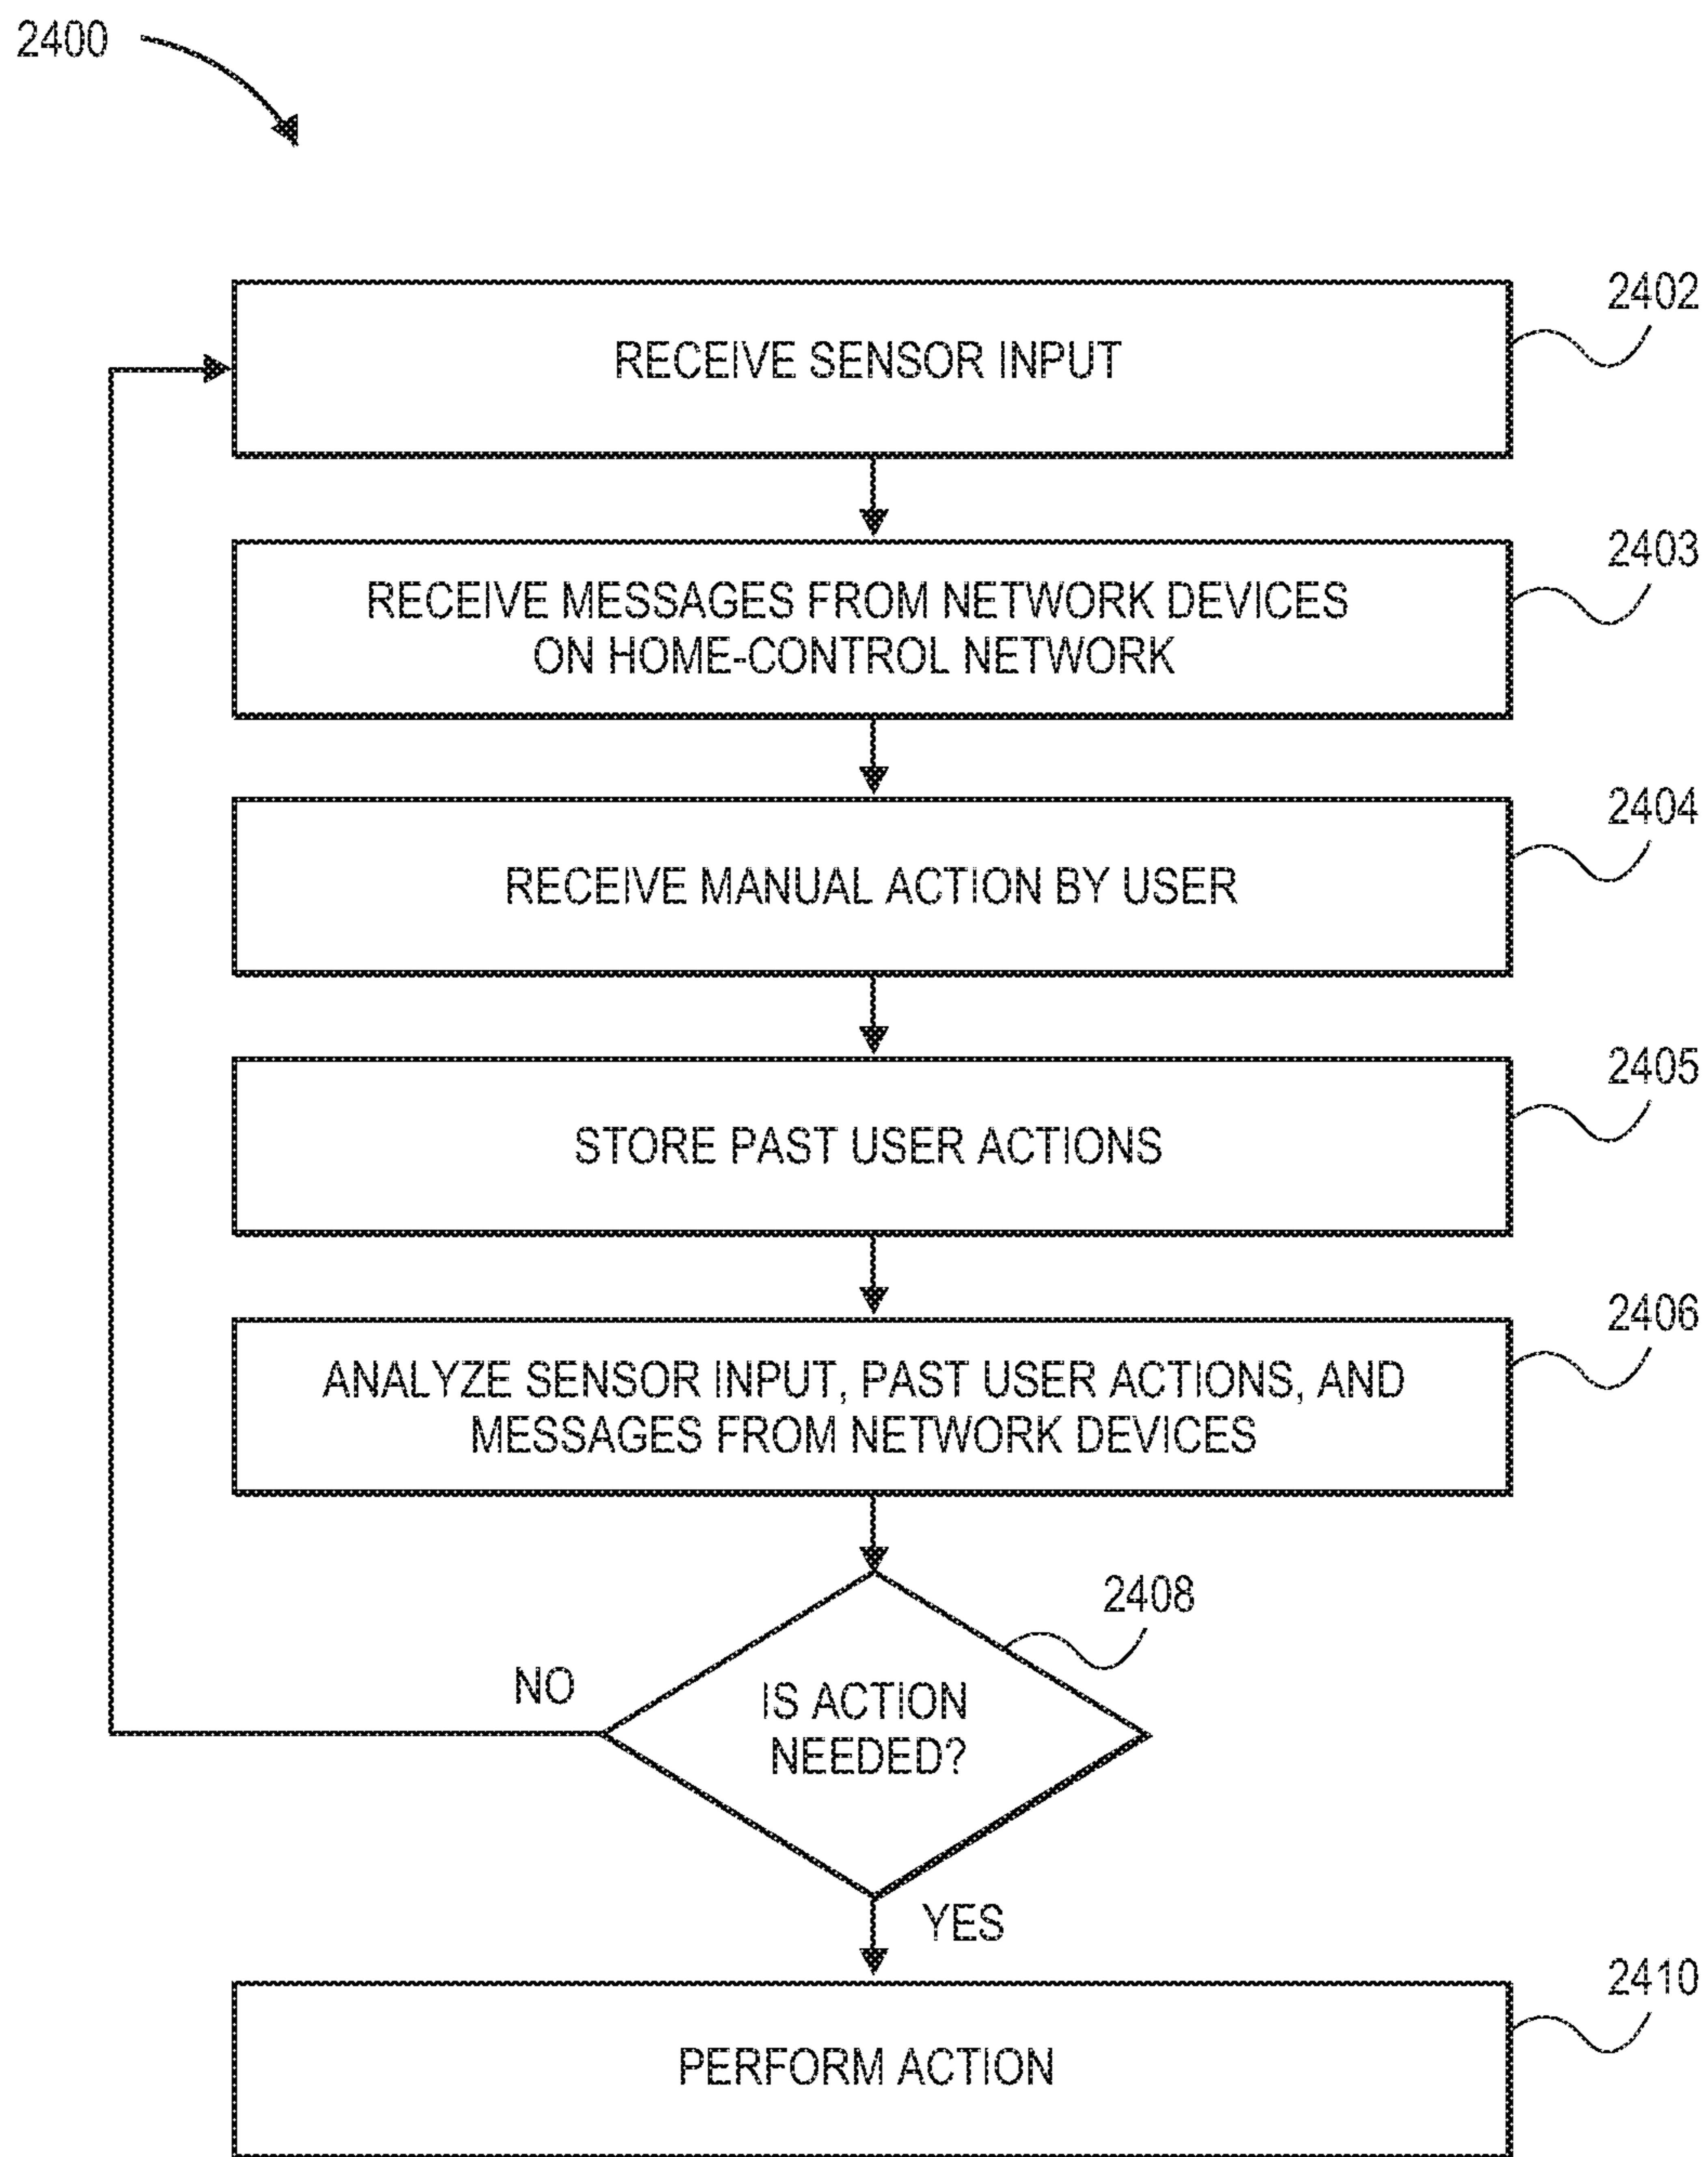 2400
2402
RECEIVE SENSOR INPUT
2403
RECEIVE MESSAGES FROM NETWORK DEVICES
ON HOME-CONTROL NETWORK
2404
RECEIVE MANUAL ACTION BY USER
2405
STORE PAST USER ACTIONS
2406
ANALYZE SENSOR INPUT, PAST USER ACTIONS, AND
MESSAGES FROM NETWORK DEVICES
2408
NO
IS ACTION
NEEDED?
YES
2410
PERFORM ACTION